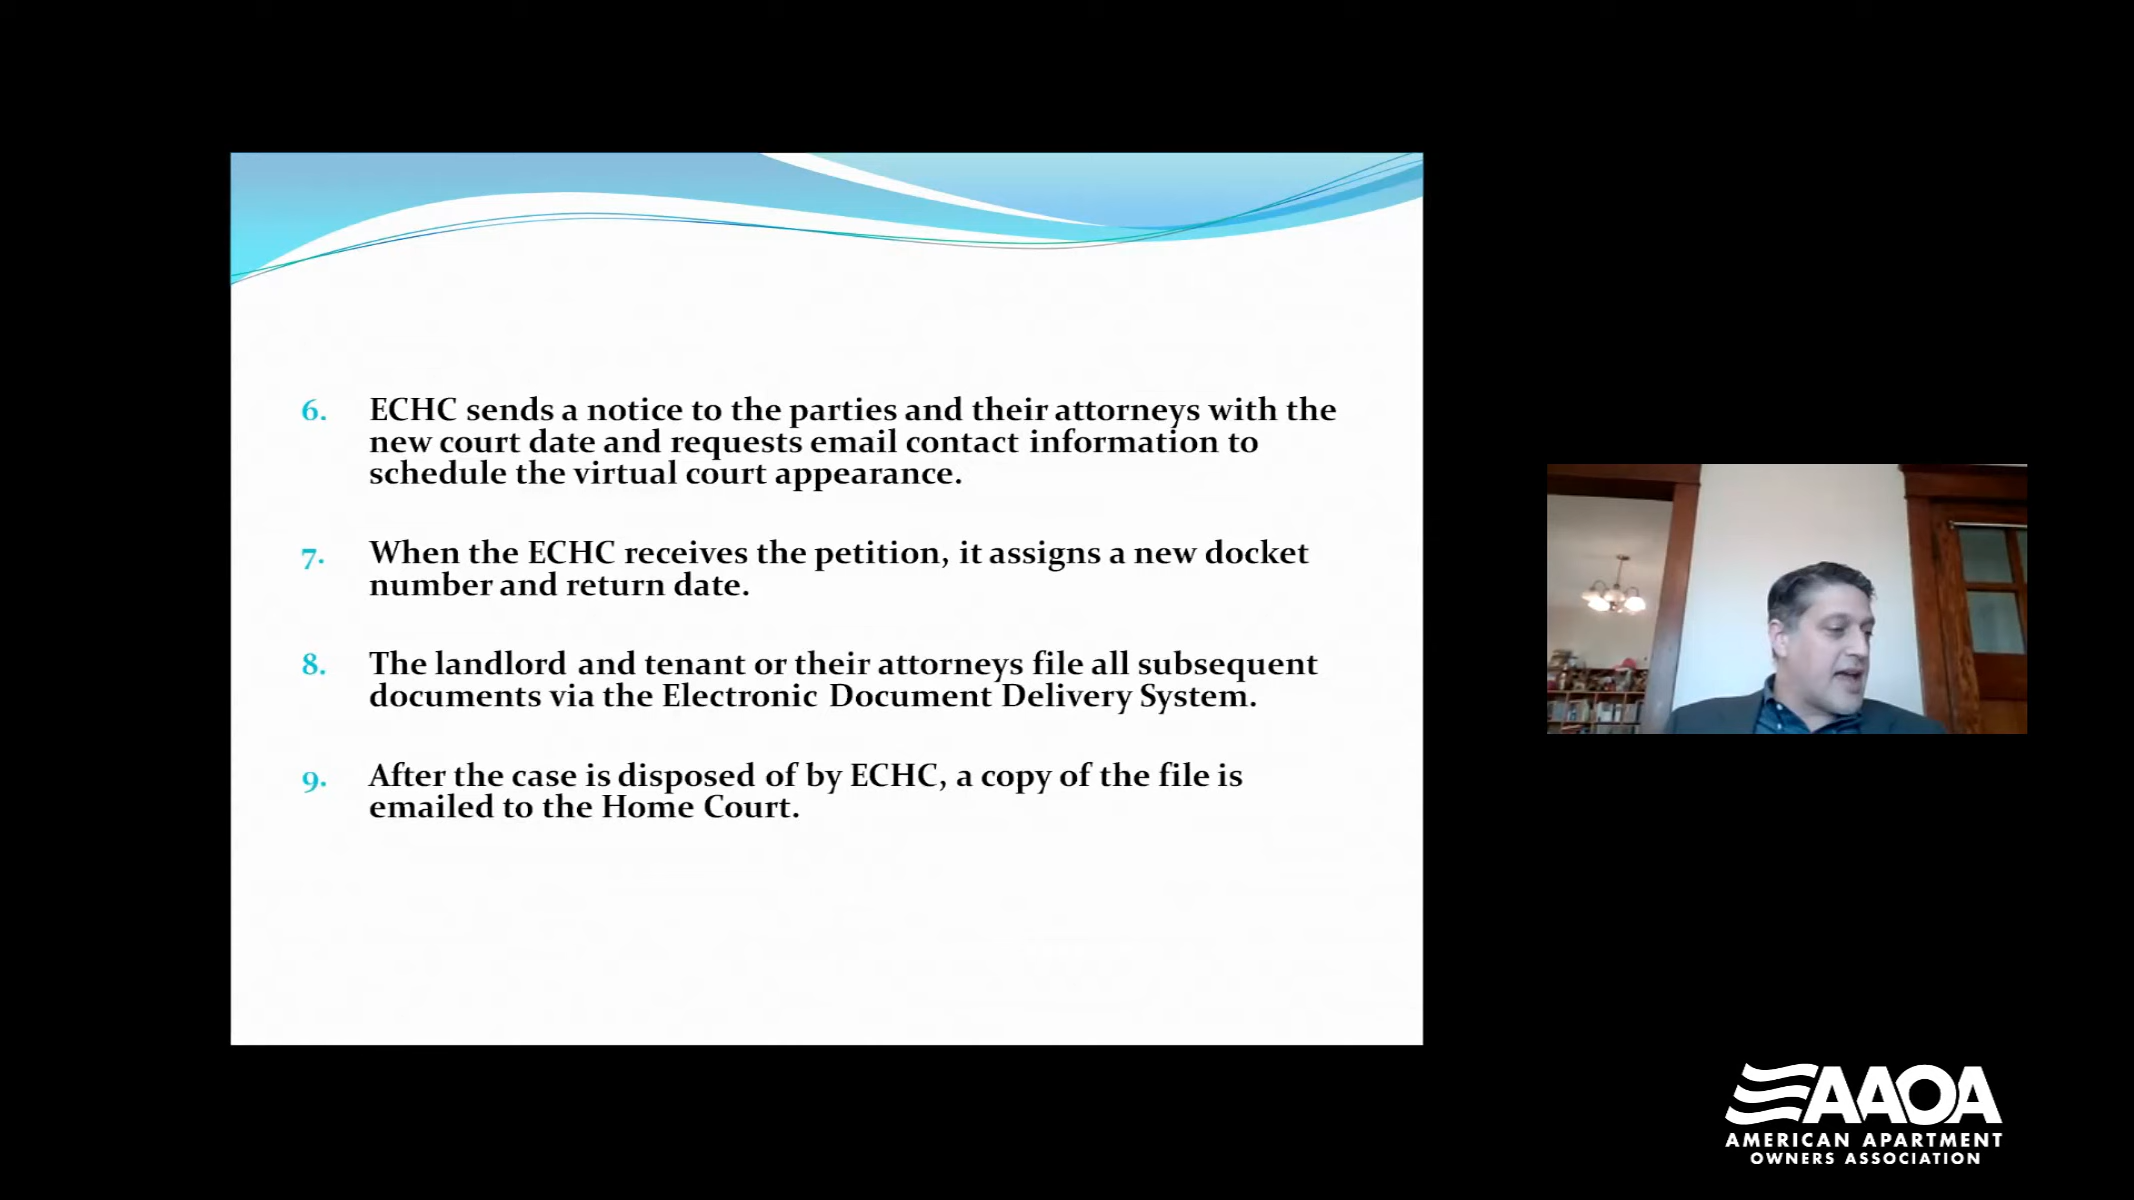 6. ECHC sends a notice to the parties and their attorneys with the
new court date and requests email contact information to
schedule the virtual court appearance.
7. When the ECHC receives the petition, it assigns a new docket
number and return date.
8. The landlord and tenant or their attorneys file all subsequent
documents via the Electronic Document Delivery System.
9. After the case is disposed of by ECHC, a copy of the file is
emailed to the Home Court.
AAOA
AMERICAN APARTMENT
OWNERS ASSOCIATION